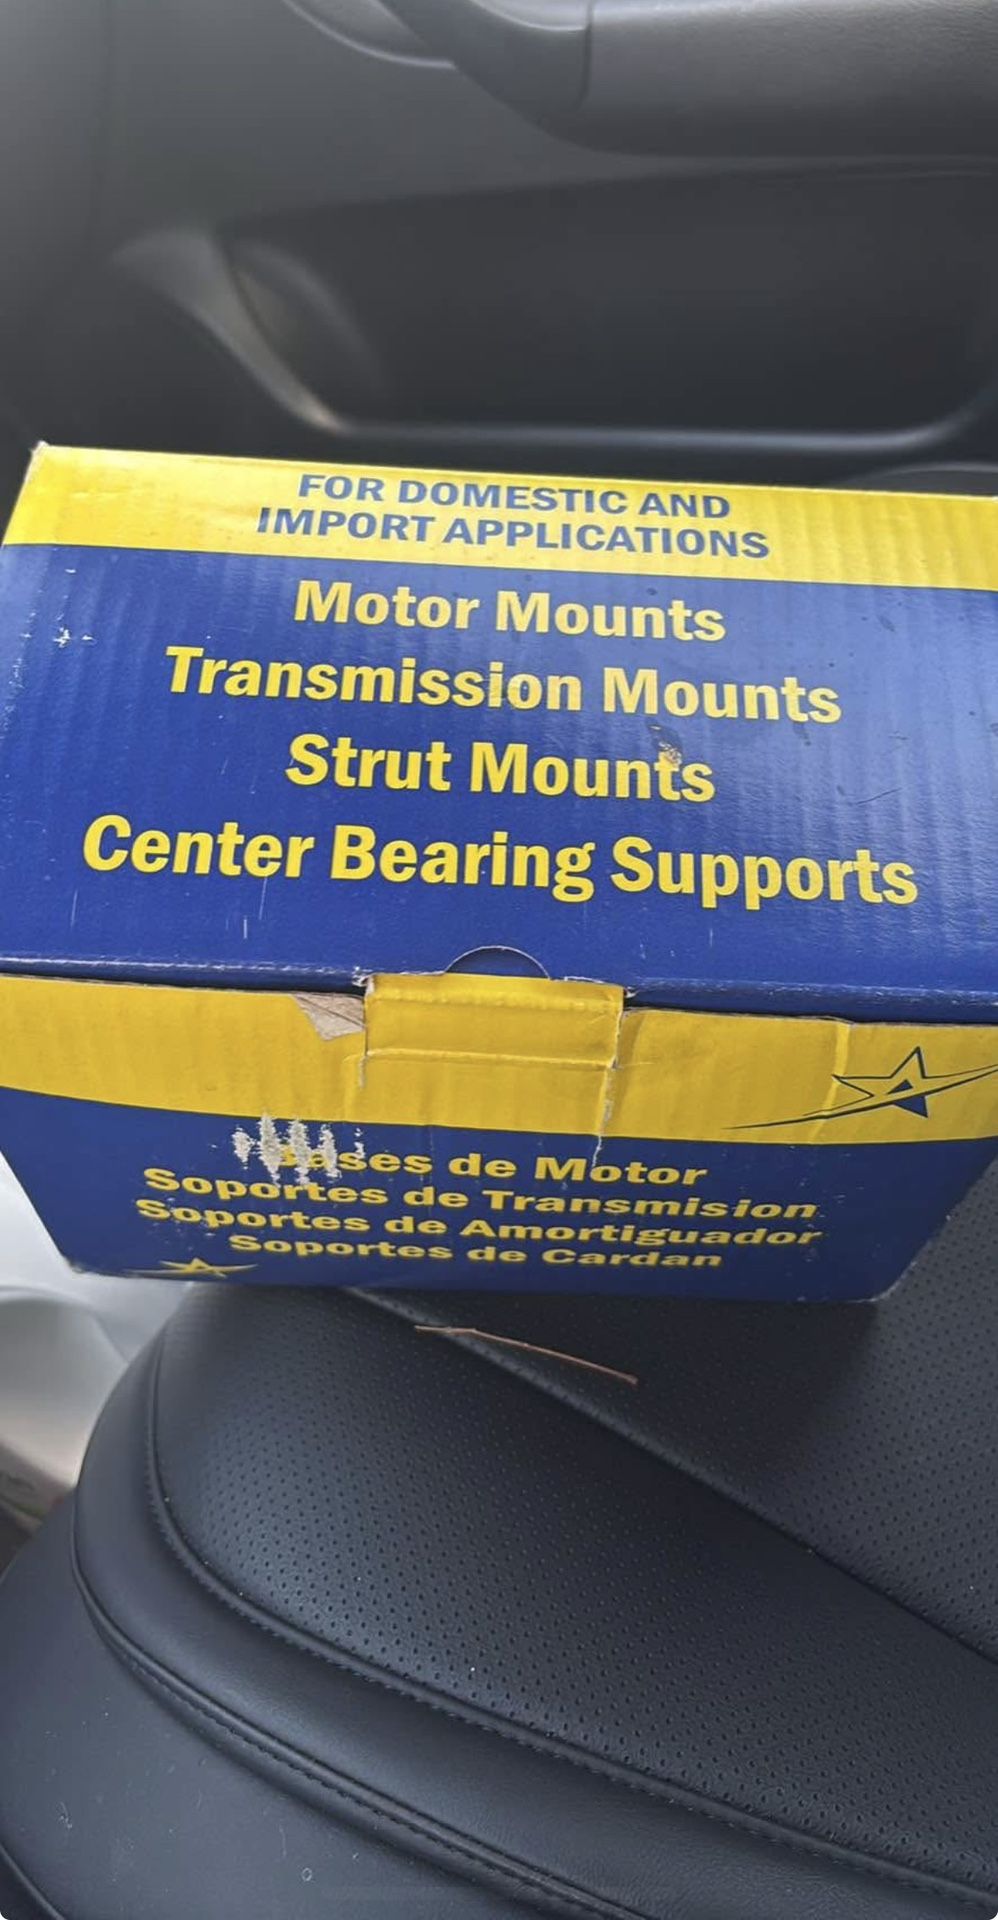 FOR DOMESTIC AND
IMPORT APPLICATIONS
Motor Mounts
Transmission Mounts
Strut Mounts
Center Bearing Supports
Bases de Motor
Soportes de Transmision
Soportes de Amortiguador
Soportes de Cardan